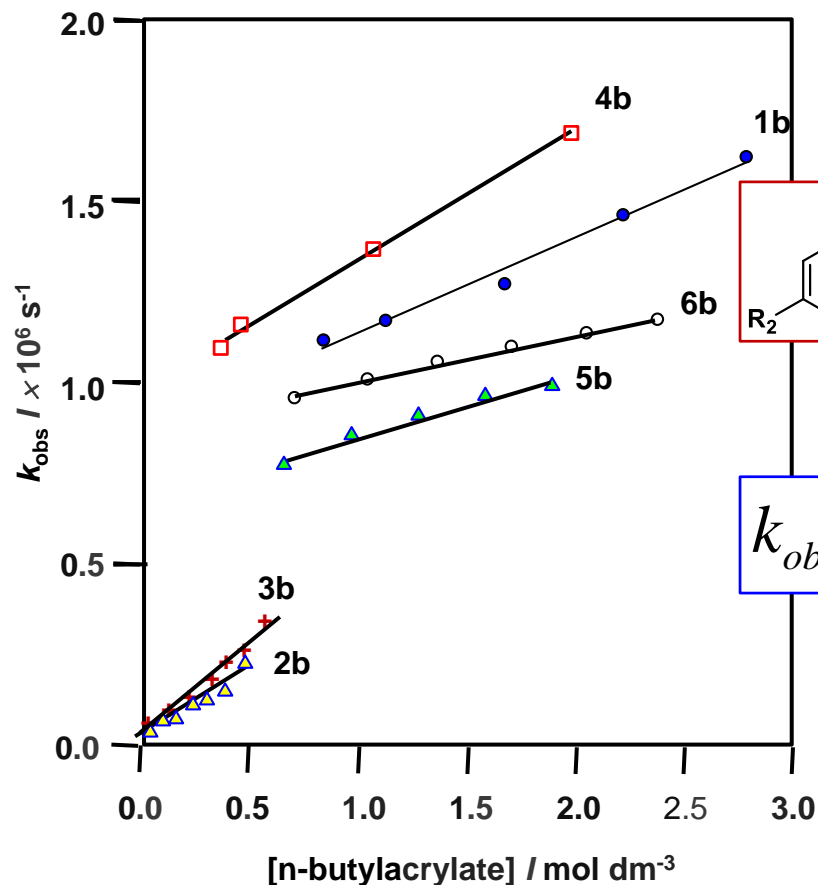 2.0
4b
1b
1.5
R2
6b
1.0
5b
kobs / × 10⁶ s⁻¹
kob
0.5
3b
2b
0.0
0.0 0.5 1.0 1.5 2.0 2.5 3.0
[n-butylacrylate] / mol dm⁻³